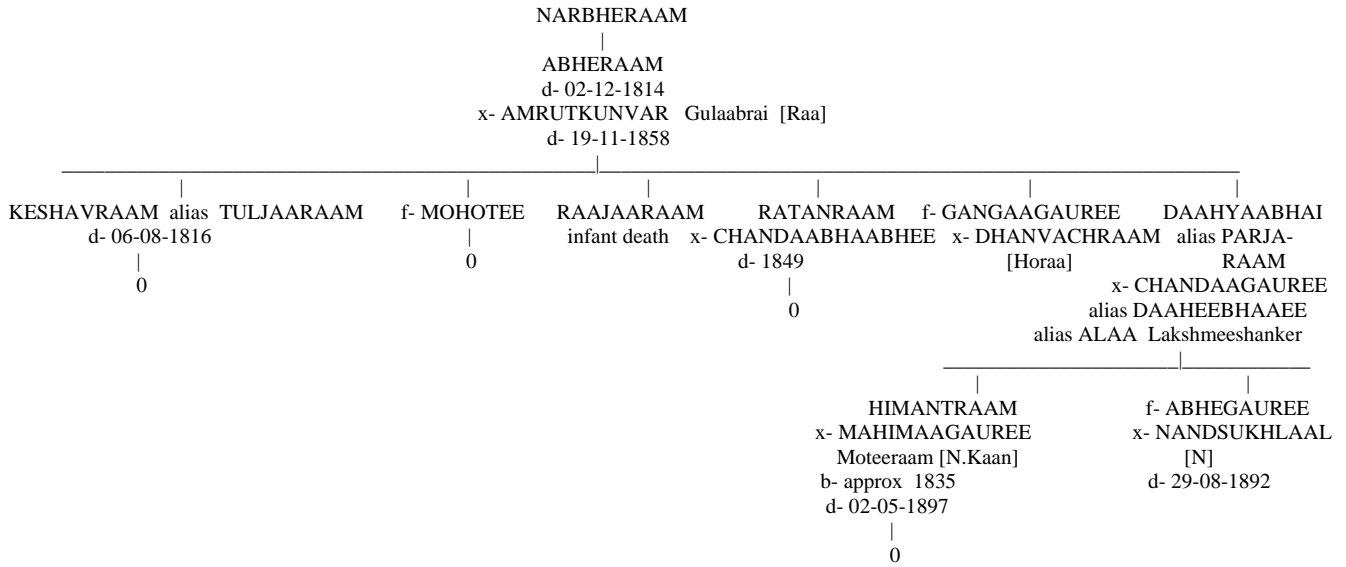 NARBHERAAM
|
ABHERAAM
d- 02-12-1814
x- AMRUTKUNVAR Gulaabrai [Raa]
d- 19-11-1858
KESHAVRAAM alias TULJAARAAM f- MOHOTEE RAAJAARAAM RATANRAAM f- GANGAAGAUREE DAAHYAABHAI
d- 06-08-1816 | infant death x- CHANDAABHAABHEE x- DHANVACHRAAM alias PARJA-
| 0 d- 1849 [Horaa] RAAM
0 | x- CHANDAAGAUREE
0 alias DAAHEEBHAAEE
alias ALAA Lakshmeeshanker
HIMANTRAAM f- ABHEGAUREE
x- MAHIMAAGAUREE x- NANDSUKHLAAL
Moteeraam [N.Kaan] [N]
b- approx 1835 d- 29-08-1892
d- 02-05-1897
|
0